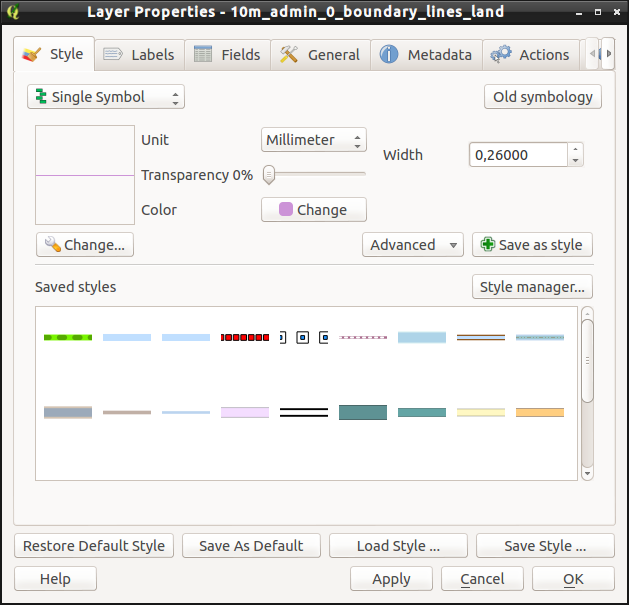 Layer Properties - 10m_admin_0_boundary_lines_land
Style Labels Fields General Metadata Actions
Single Symbol Old symbology
Unit Millimeter Width 0,26000
Transparency 0%
Color Change
Change... Advanced Save as style
Saved styles Style manager...
Restore Default Style Save As Default Load Style ... Save Style ...
Help Apply Cancel OK